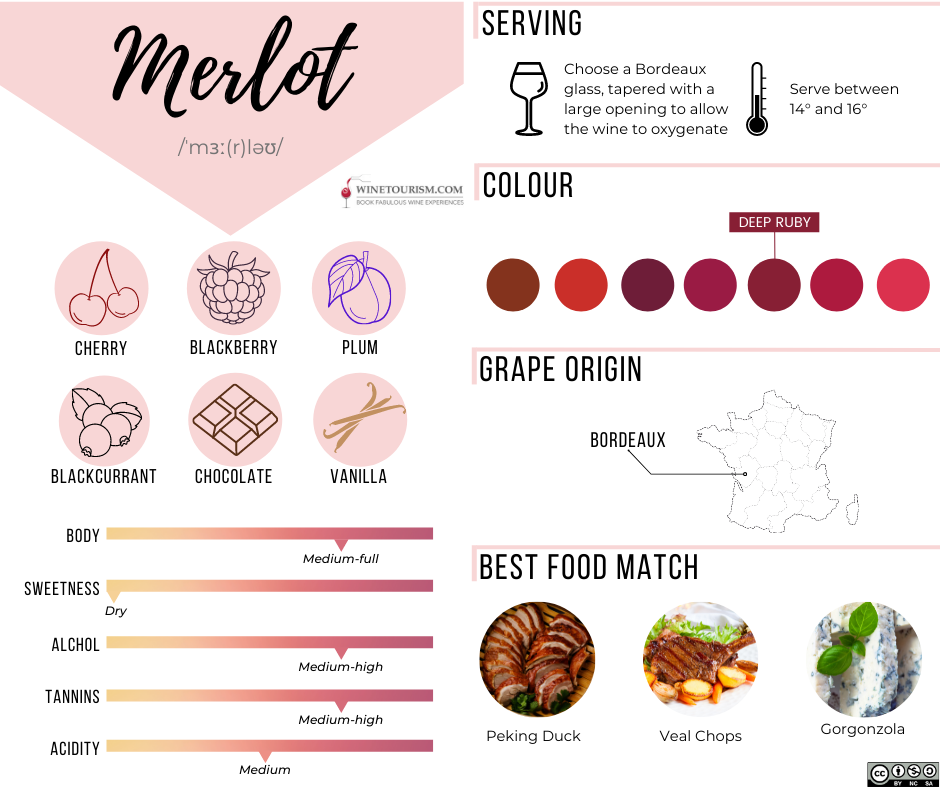 Merlot
/ˈmɜː(r)ləʊ/
WINETOURISM.COM
BOOK FABULOUS WINE EXPERIENCES
CHERRY
BLACKBERRY
PLUM
BLACKCURRANT
CHOCOLATE
VANILLA
BODY
Medium-full
SWEETNESS
Dry
ALCHOL
Medium-high
TANNINS
Medium-high
ACIDITY
Medium
SERVING
Choose a Bordeaux
glass, tapered with a
large opening to allow
the wine to oxygenate
Serve between
14° and 16°
COLOUR
DEEP RUBY
GRAPE ORIGIN
BORDEAUX
BEST FOOD MATCH
Peking Duck
Veal Chops
Gorgonzola
cc
BY NC SA